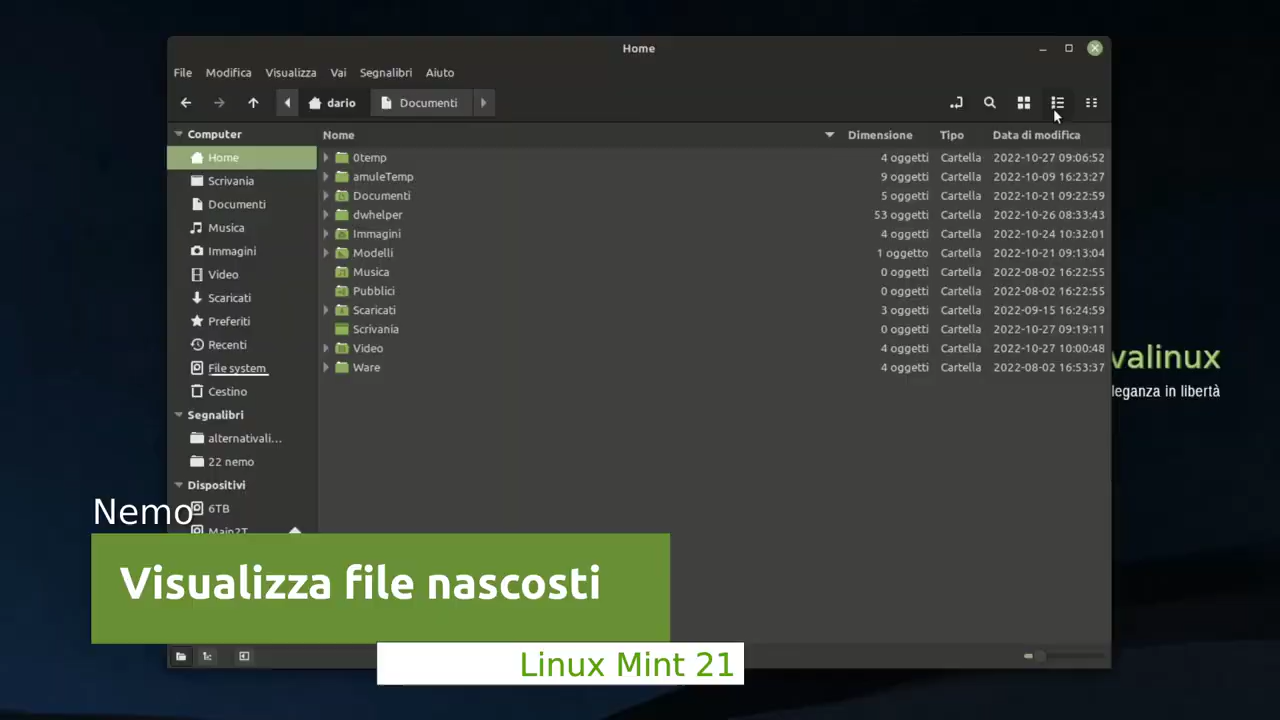 Home
File Modifica Visualizza Vai Segnalibri Aiuto
dario Documenti
Computer
Home
Scrivania
Documenti
Musica
Immagini
Video
Scaricati
Preferiti
Recenti
File system
Cestino
Segnalibri
alternativali...
22 nemo
Dispositivi
6TB
Main2T
Nome Dimensione Tipo Data di modifica
0temp 4 oggetti Cartella 2022-10-27 09:06:52
amuleTemp 9 oggetti Cartella 2022-10-09 16:23:27
Documenti 5 oggetti Cartella 2022-10-21 09:22:59
dwhelper 53 oggetti Cartella 2022-10-26 08:33:43
Immagini 4 oggetti Cartella 2022-10-24 10:32:01
Modelli 1 oggetto Cartella 2022-10-21 09:13:04
Musica 0 oggetti Cartella 2022-08-02 16:22:55
Pubblici 0 oggetti Cartella 2022-08-02 16:22:55
Scaricati 3 oggetti Cartella 2022-09-15 16:24:59
Scrivania 0 oggetti Cartella 2022-10-27 09:19:11
Video 4 oggetti Cartella 2022-10-27 10:00:48
Ware 4 oggetti Cartella 2022-08-02 16:53:37
valinux
leganza in libertà
Nemo
Visualizza file nascosti
Linux Mint 21